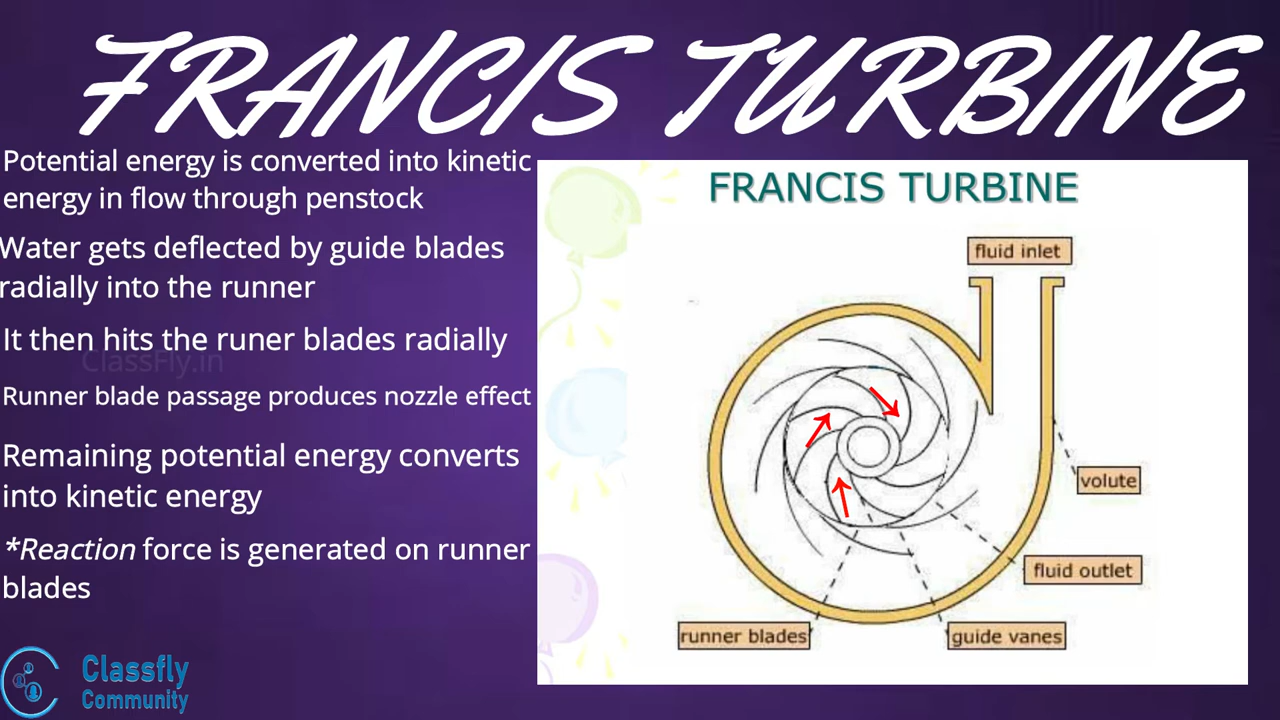 FRANCIS TURBINE
Potential energy is converted into kinetic
energy in flow through penstock
Water gets deflected by guide blades
radially into the runner
It then hits the runer blades radially
ClassFly.in
Runner blade passage produces nozzle effect
Remaining potential energy converts
into kinetic energy
*Reaction force is generated on runner
blades
Classfly
Community
FRANCIS TURBINE
fluid inlet
volute
fluid outlet
runner blades
guide vanes